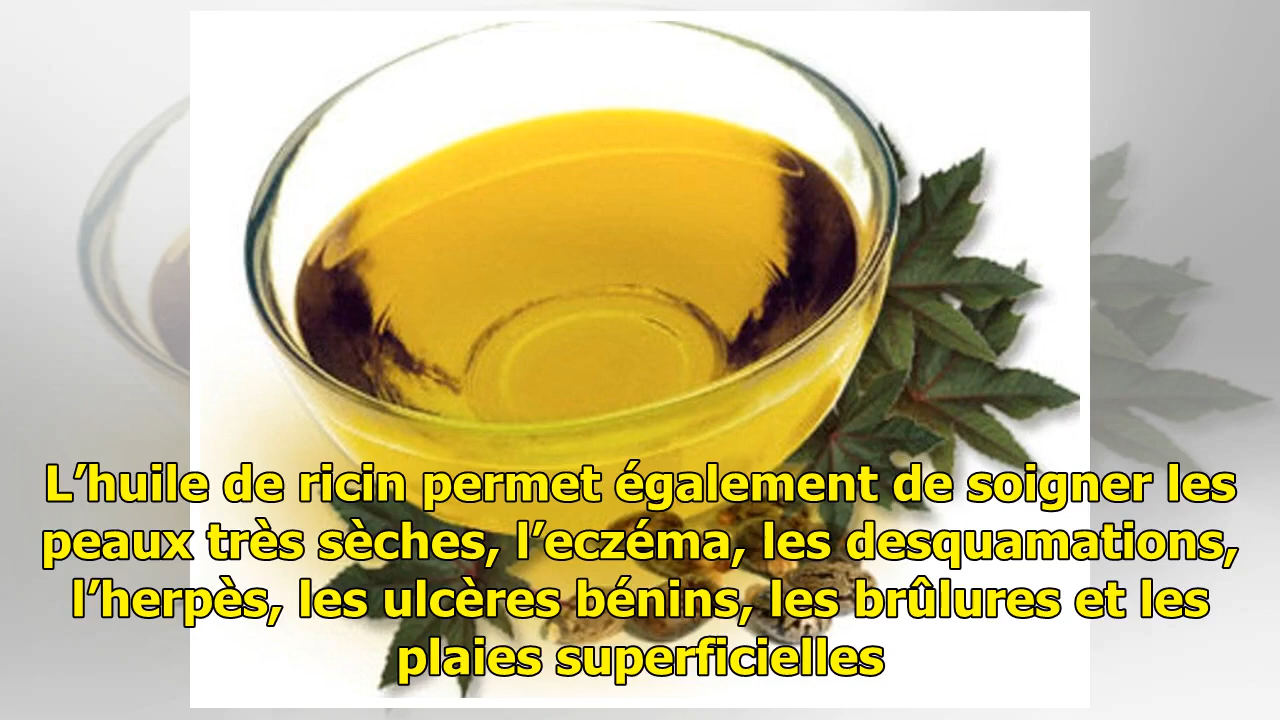 L’huile de ricin permet également de soigner les
peaux très sèches, l’eczéma, les desquamations,
l’herpès, les ulcères bénins, les brûlures et les
plaies superficielles